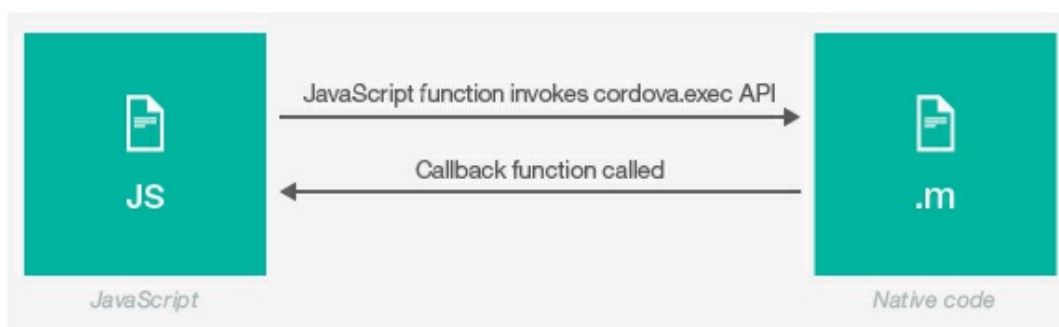 JavaScript function invokes cordova.exec API
Callback function called
JS
.m
JavaScript
Native code